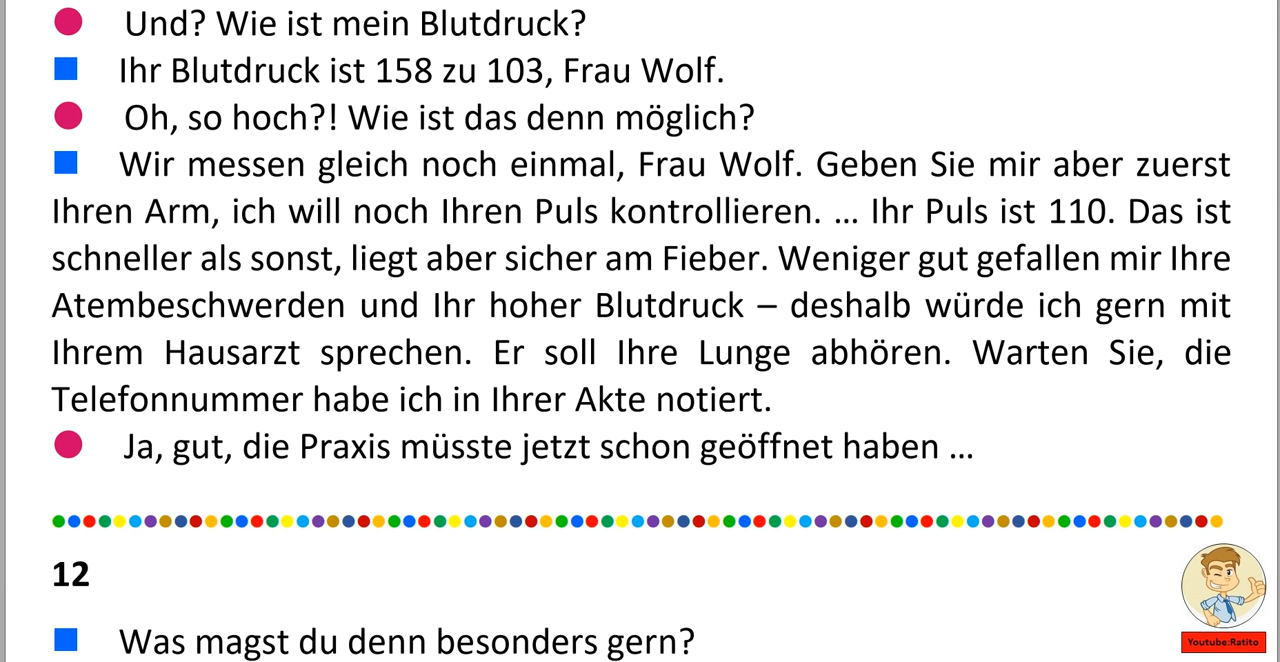 Und? Wie ist mein Blutdruck?
Ihr Blutdruck ist 158 zu 103, Frau Wolf.
Oh, so hoch?! Wie ist das denn möglich?
Wir messen gleich noch einmal, Frau Wolf. Geben Sie mir aber zuerst
Ihren Arm, ich will noch Ihren Puls kontrollieren. ... Ihr Puls ist 110. Das ist
schneller als sonst, liegt aber sicher am Fieber. Weniger gut gefallen mir Ihre
Atembeschwerden und Ihr hoher Blutdruck – deshalb würde ich gern mit
Ihrem Hausarzt sprechen. Er soll Ihre Lunge abhören. Warten Sie, die
Telefonnummer habe ich in Ihrer Akte notiert.
Ja, gut, die Praxis müsste jetzt schon geöffnet haben ...
12
Was magst du denn besonders gern?
Youtube:Ratito